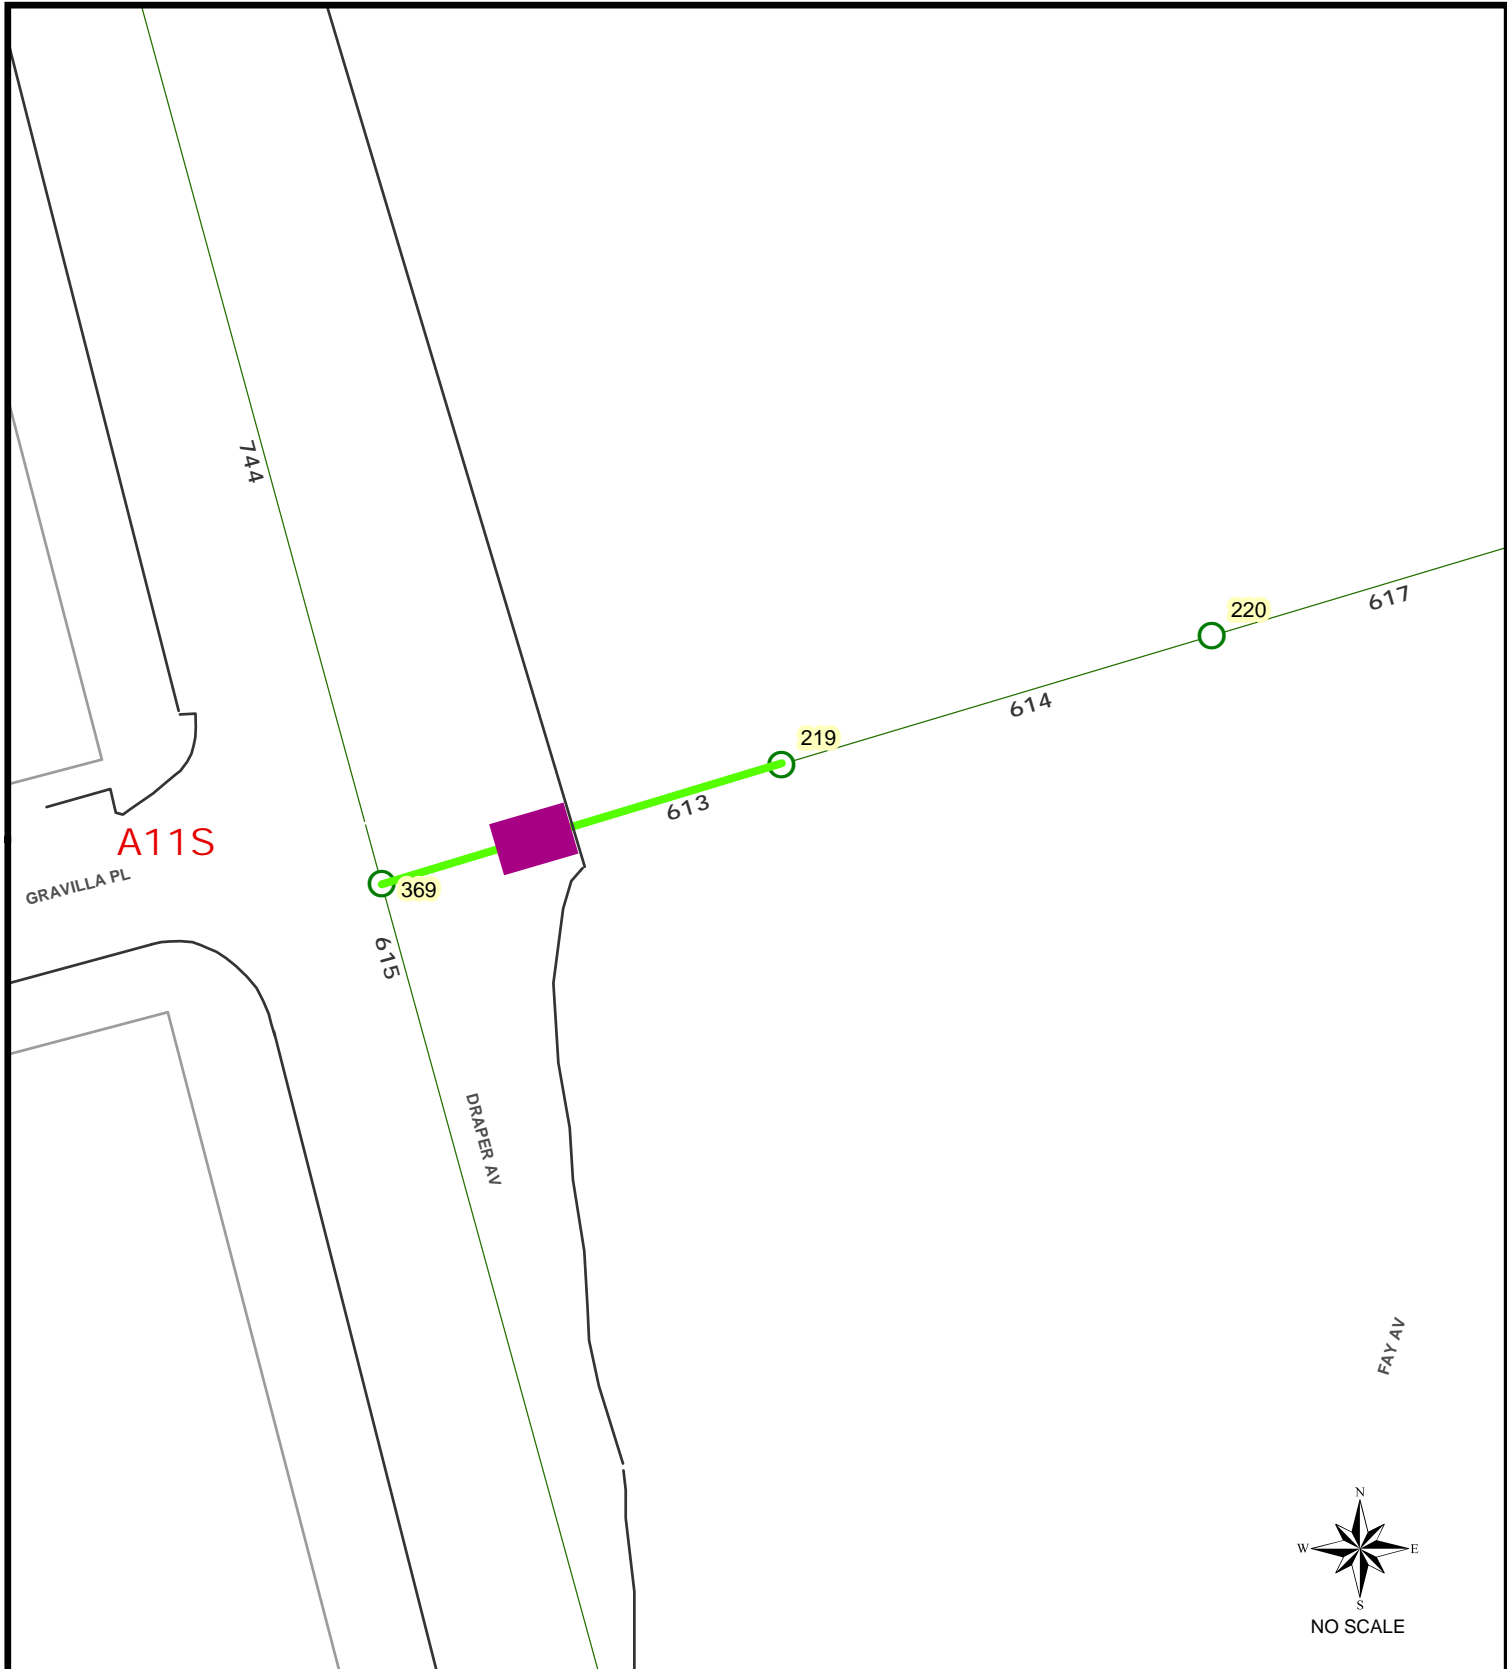 744
617
220
614
219
613
A11S
GRAVILLA PL
369
615
DRAPER AV
FAY AV
N
W E
S
NO SCALE